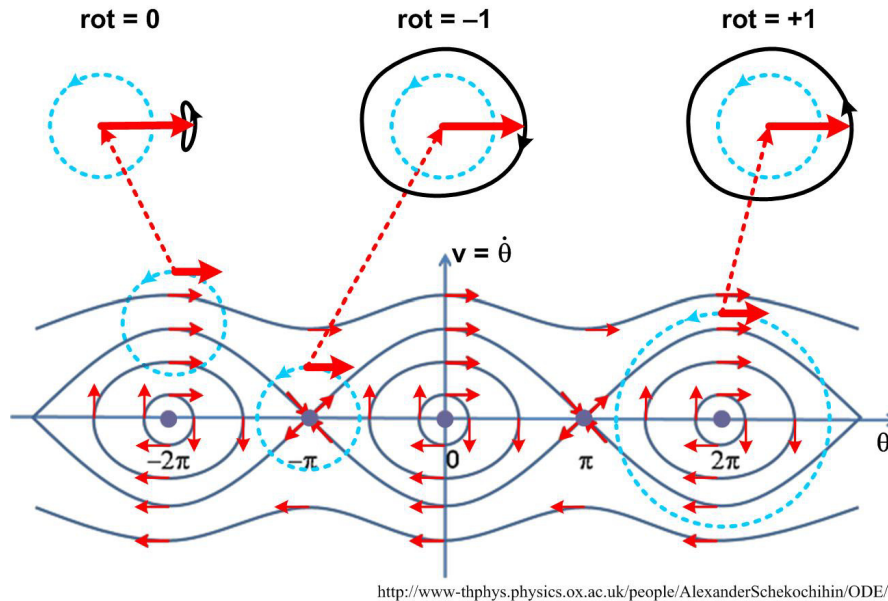 rot = 0
rot = –1
rot = +1
v = θ̇
−2π
−π
0
π
2π
θ
http://www-thphys.physics.ox.ac.uk/people/AlexanderSchekochihin/ODE/